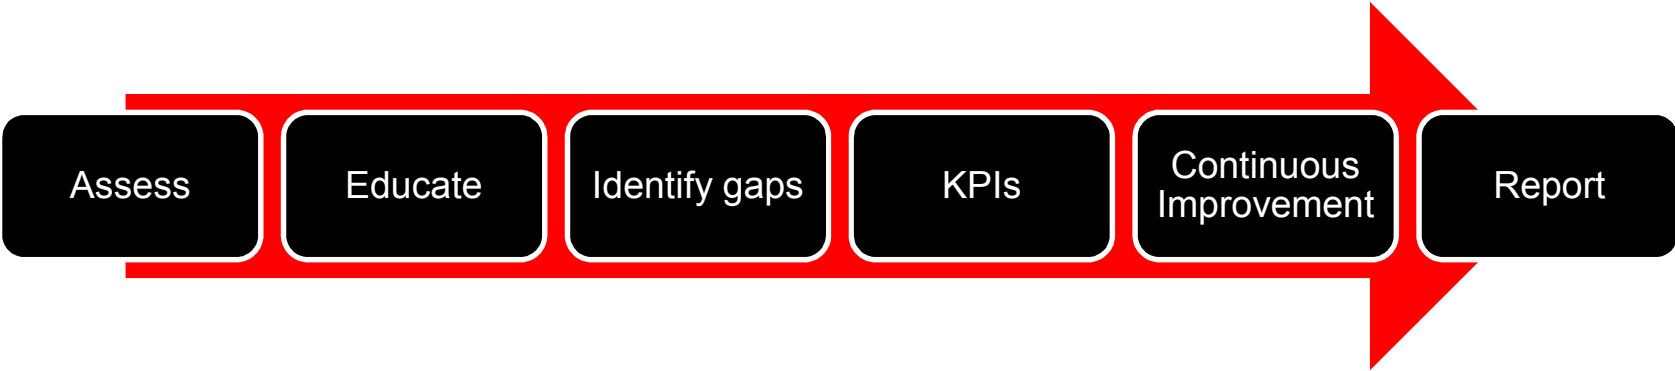 Assess
Educate
Identify gaps
KPIs
Continuous
Improvement
Report